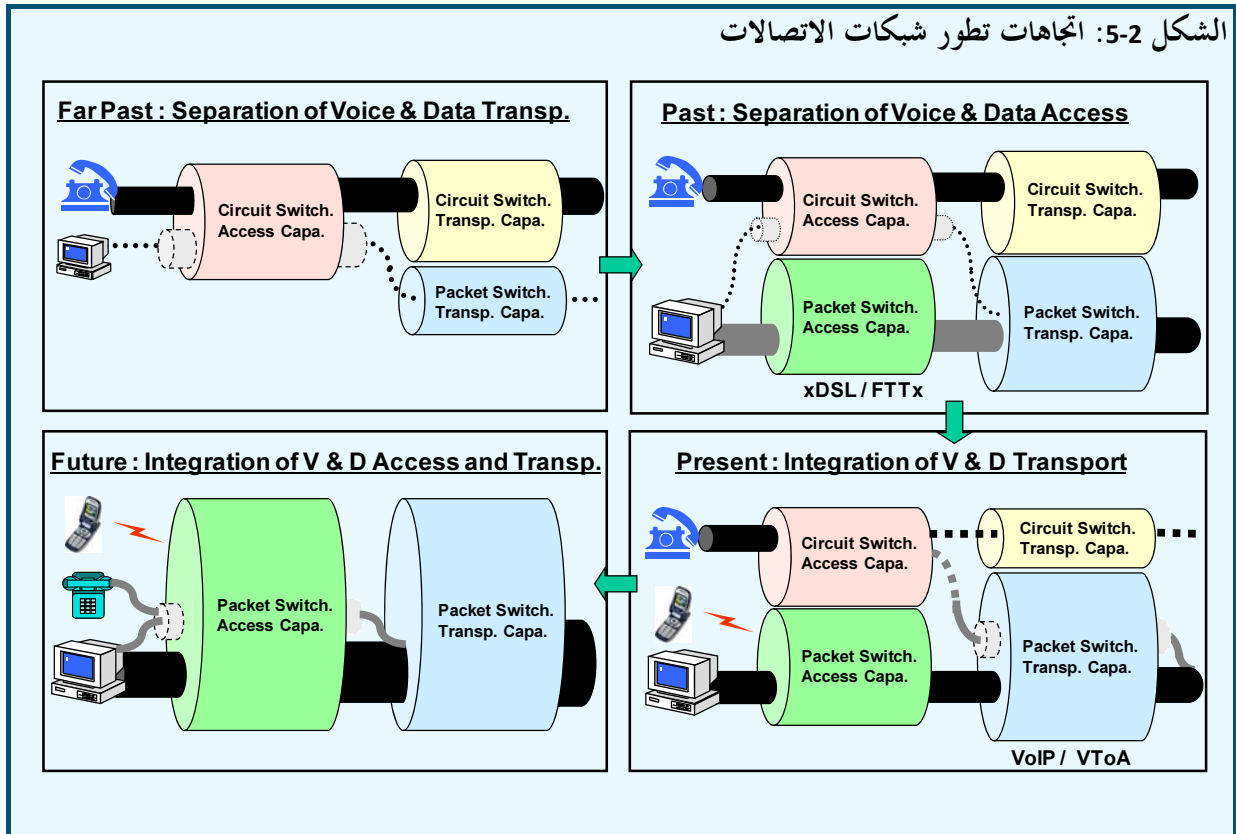 الشكل 2-5: اتجاهات تطور شبكات الاتصالات
Far Past : Separation of Voice & Data Transp.
Circuit Switch.
Access Capa.
Circuit Switch.
Transp. Capa.
Packet Switch.
Transp. Capa.
Past : Separation of Voice & Data Access
Circuit Switch.
Access Capa.
Circuit Switch.
Transp. Capa.
Packet Switch.
Access Capa.
Packet Switch.
Transp. Capa.
xDSL / FTTx
Present : Integration of V & D Transport
Circuit Switch.
Access Capa.
Circuit Switch.
Transp. Capa.
Packet Switch.
Access Capa.
Packet Switch.
Transp. Capa.
VoIP / VToA
Future : Integration of V & D Access and Transp.
Packet Switch.
Access Capa.
Packet Switch.
Transp. Capa.